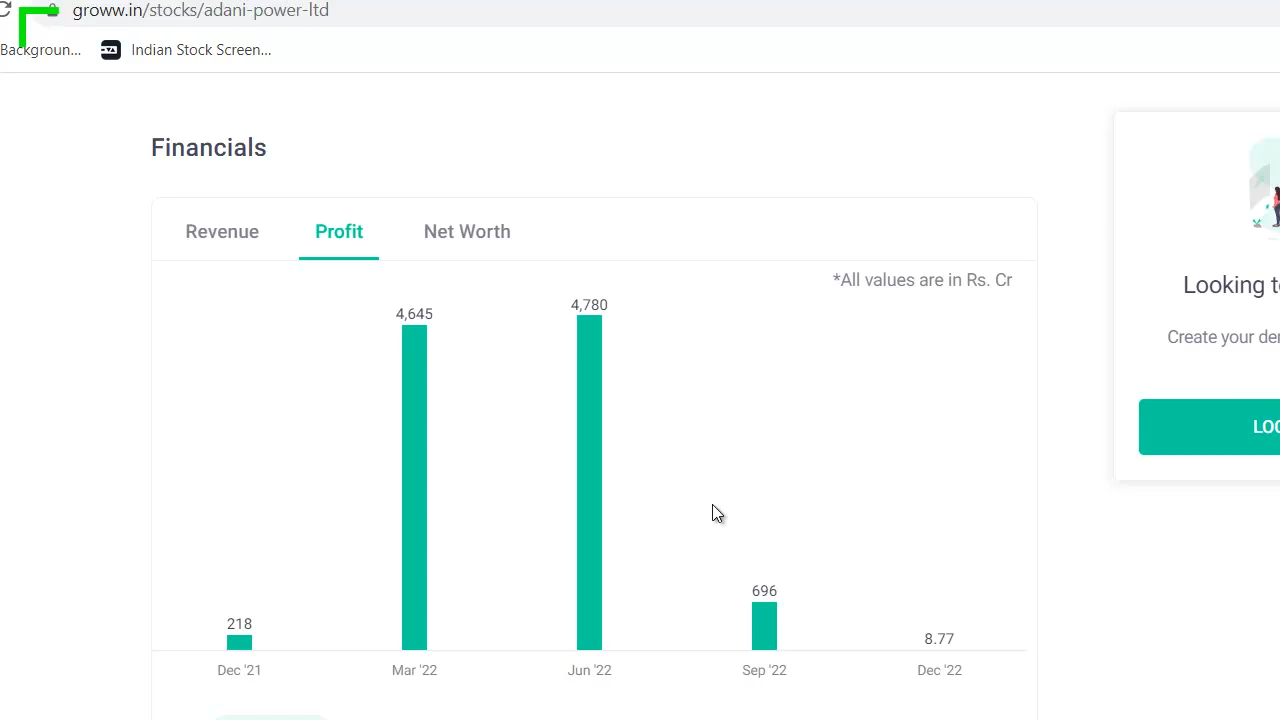 groww.in/stocks/adani-power-ltd
Backgroun... Indian Stock Screen...
Financials
Revenue Profit Net Worth
*All values are in Rs. Cr
4,645
4,780
218
696
8.77
Dec '21 Mar '22 Jun '22 Sep '22 Dec '22
Looking
Create your